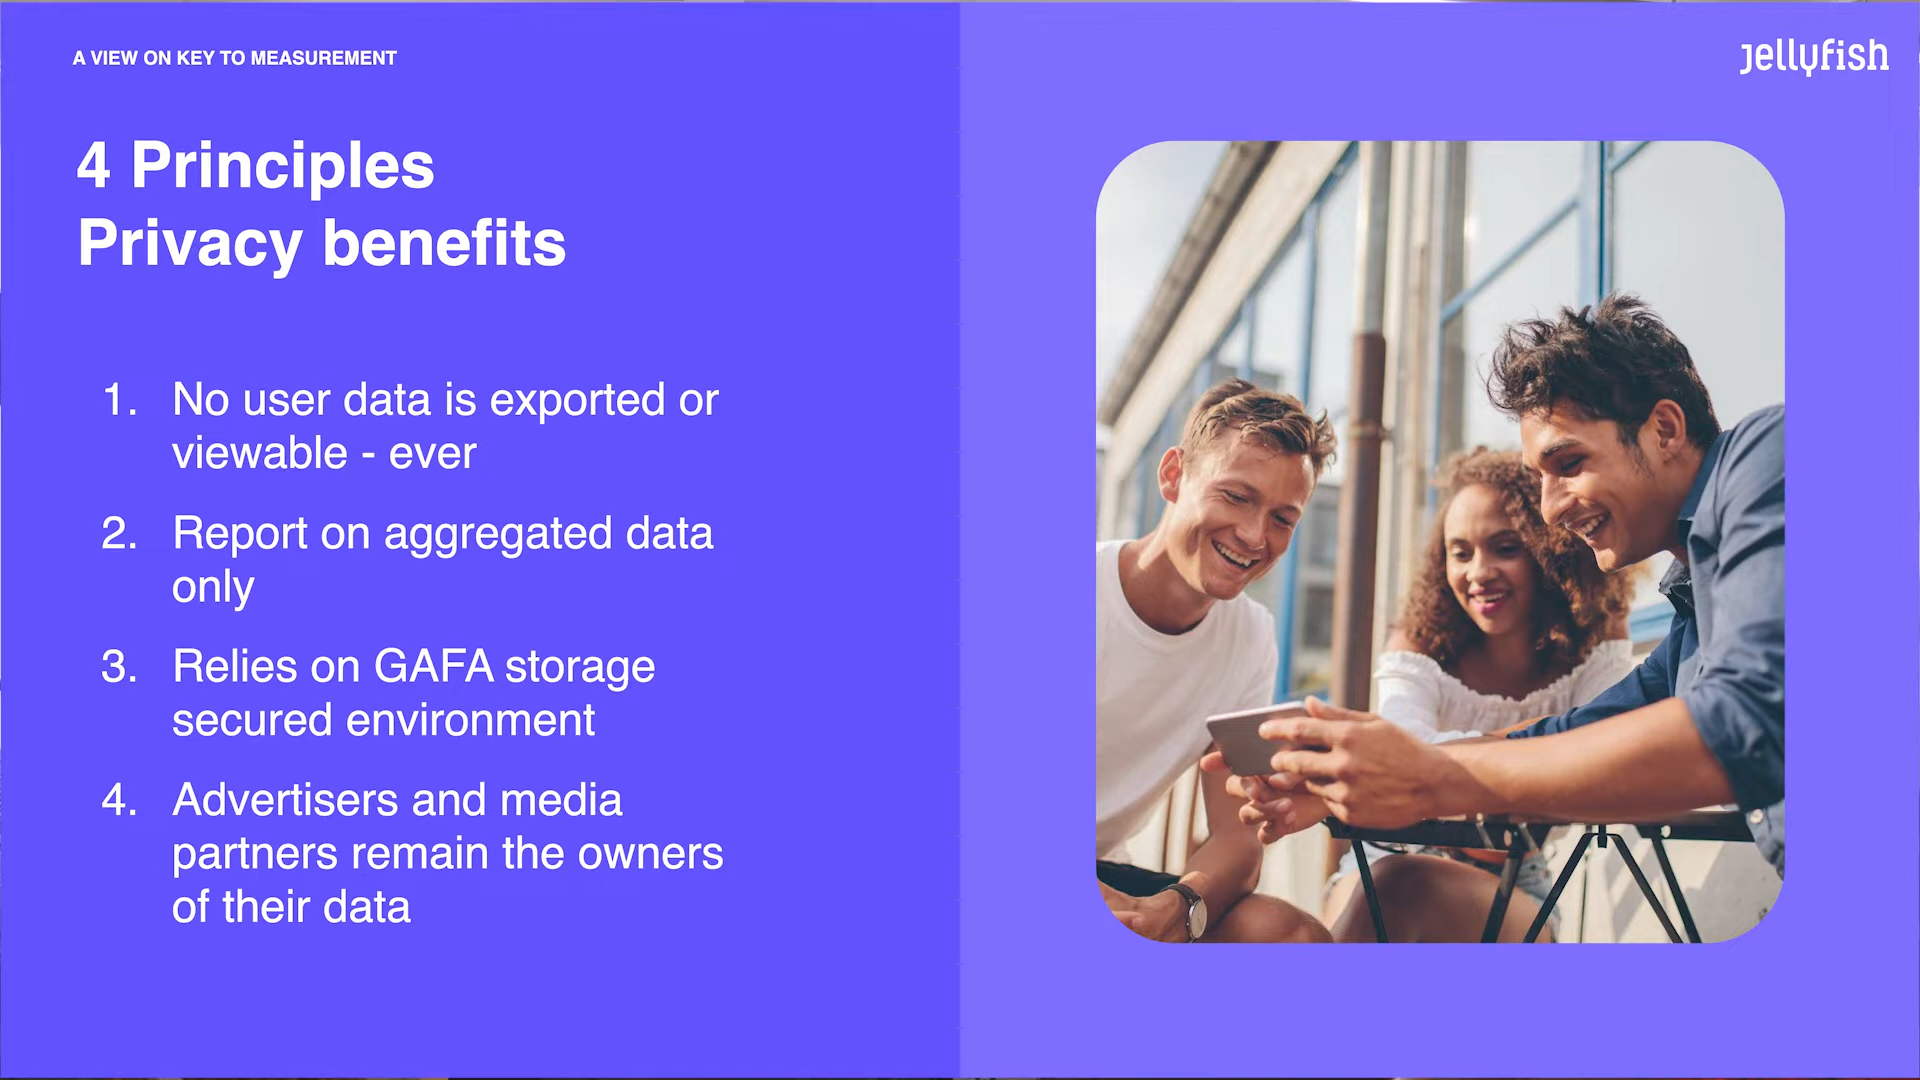 A VIEW ON KEY TO MEASUREMENT
jellyfish
4 Principles
Privacy benefits
1. No user data is exported or
viewable - ever
2. Report on aggregated data
only
3. Relies on GAFA storage
secured environment
4. Advertisers and media
partners remain the owners
of their data